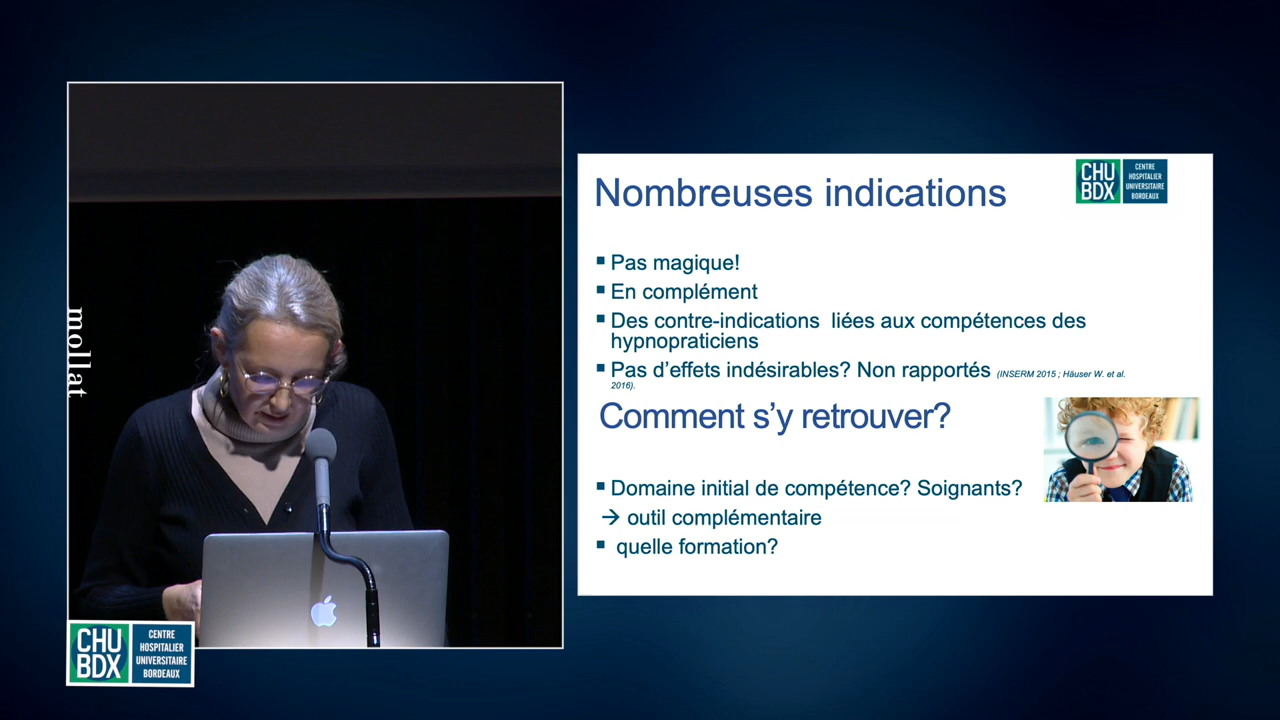 mollat
CHU
BDX
CENTRE
HOSPITALIER
UNIVERSITAIRE
BORDEAUX
Nombreuses indications
CHU
BDX
CENTRE
HOSPITALIER
UNIVERSITAIRE
BORDEAUX
▪ Pas magique!
▪ En complément
▪ Des contre-indications liées aux compétences des
hypnopraticiens
▪ Pas d’effets indésirables? Non rapportés (INSERM 2015 ; Häuser W. et al.
2016).
Comment s’y retrouver?
▪ Domaine initial de compétence? Soignants?
→ outil complémentaire
▪ quelle formation?